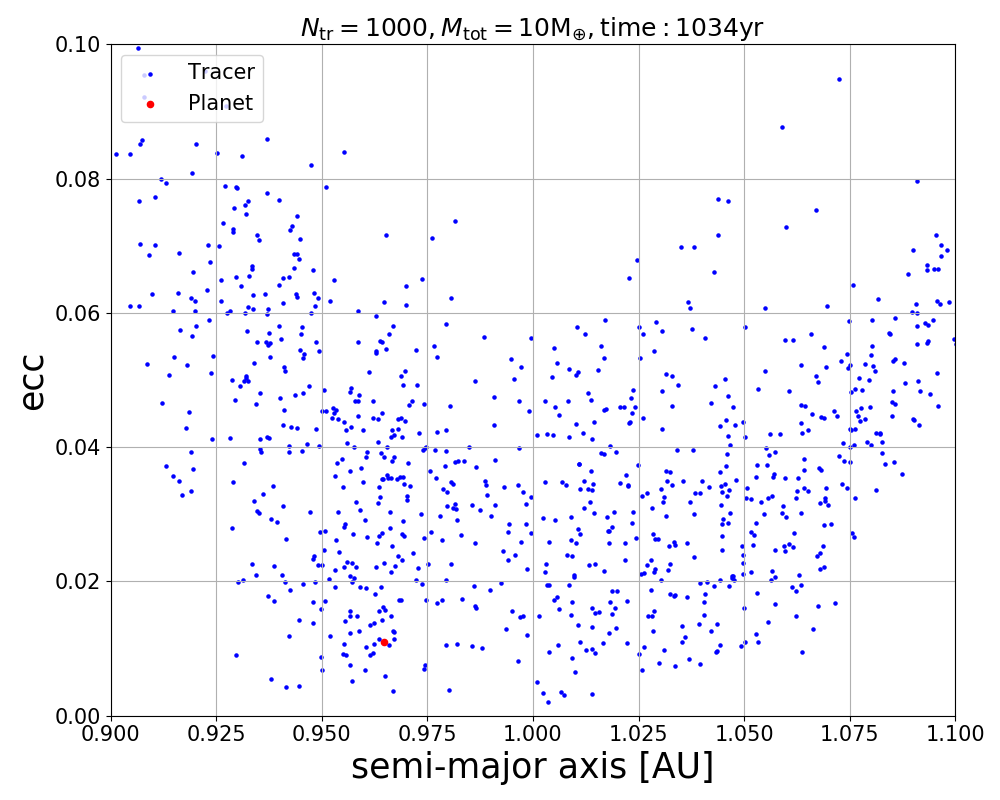 N_tr = 1000, M_tot = 10M_⊕, time : 1034yr
Tracer
Planet
ecc
0.10
0.08
0.06
0.04
0.02
0.00
0.900 0.925 0.950 0.975 1.000 1.025 1.050 1.075 1.100
semi-major axis [AU]